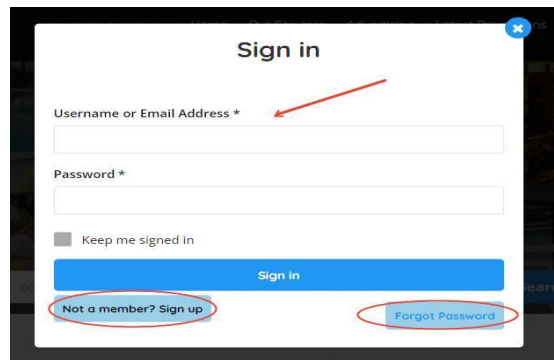 Sign in
Username or Email Address *
Password *
Keep me signed in
Sign in
Not a member? Sign up
Forgot Password